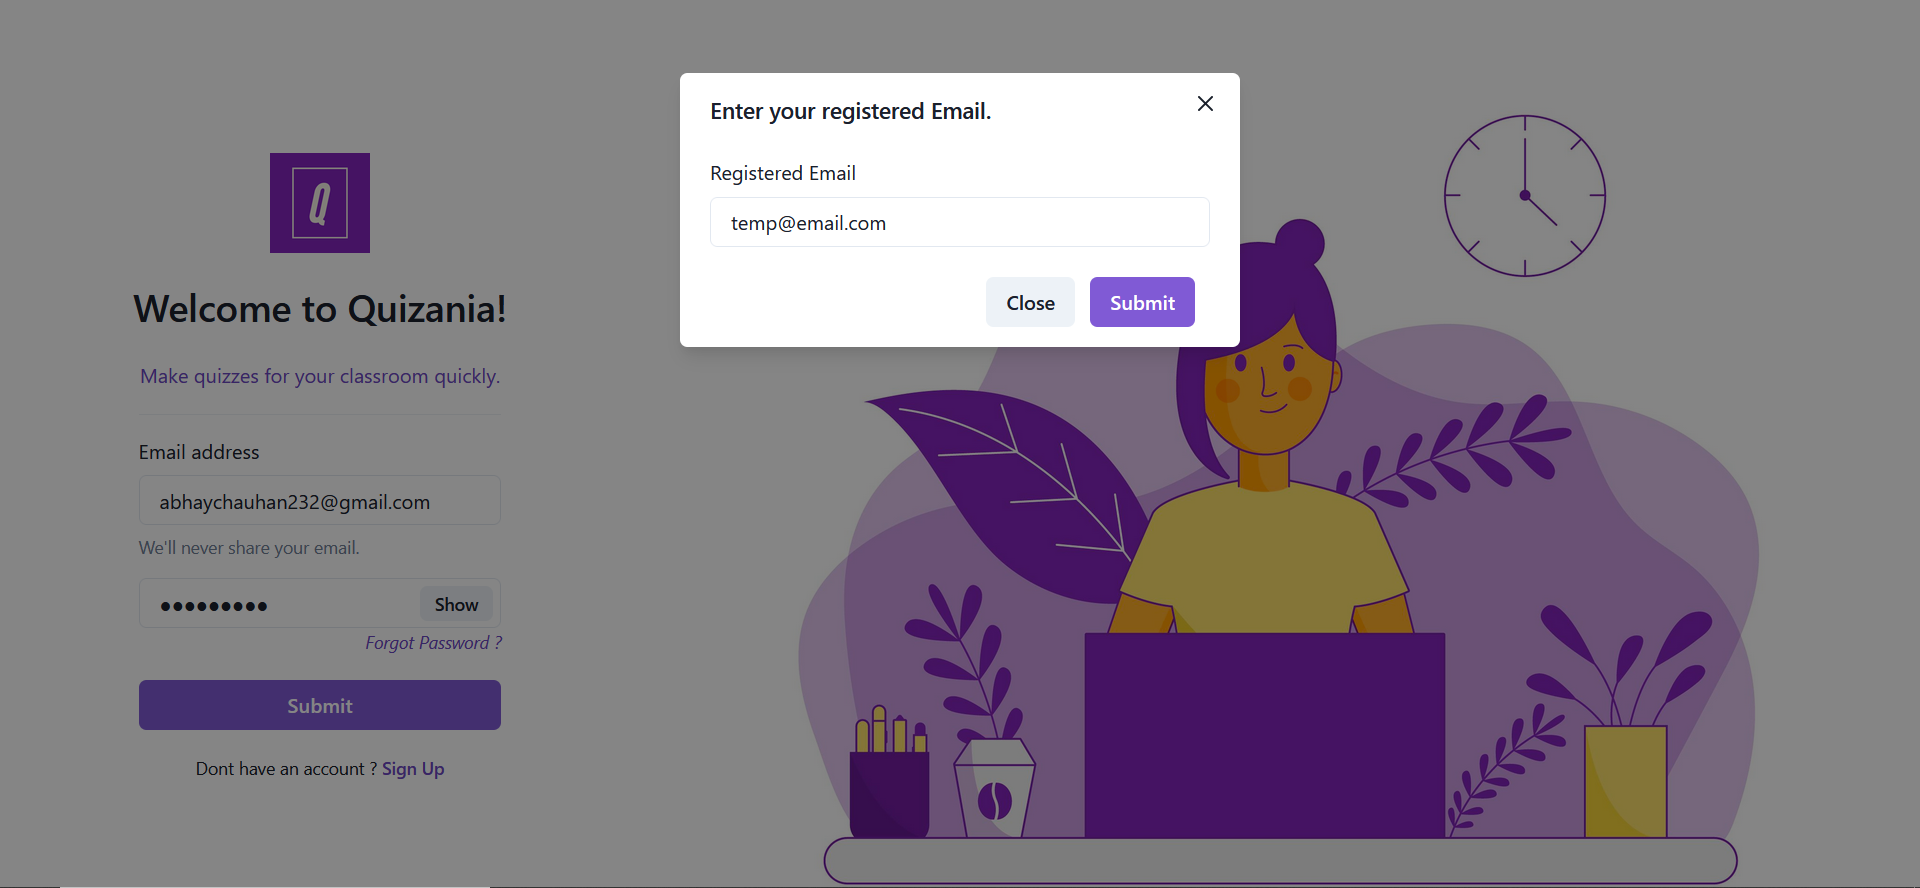 Enter your registered Email.
Registered Email
temp@email.com
Close
Submit
Q
Welcome to Quizania!
Make quizzes for your classroom quickly.
Email address
abhaychauhan232@gmail.com
We'll never share your email.
●●●●●●●●● Show
Forgot Password ?
Submit
Dont have an account ? Sign Up